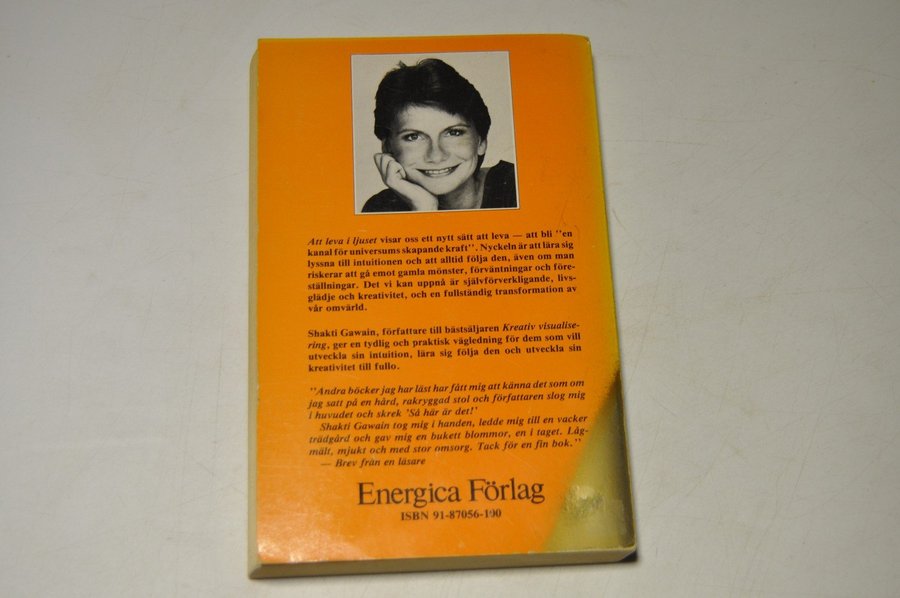 Att leva i ljuset visar oss ett nytt sätt att leva — att bli "en
kanal för universums skapande kraft". Nyckeln är att lära sig
lyssna till intuitionen och att alltid följa den, även om man
riskerar att gå emot gamla mönster, förväntningar och före-
ställningar. Det vi kan uppnå är självförverkligande, livs-
glädje och kreativitet, och en fullständig transformation av
vår omvärld.
Shakti Gawain, författare till bästsäljaren Kreativ visualise-
ring, ger en tydlig och praktisk vägledning för dem som vill
utveckla sin intuition, lära sig följa den och utveckla sin
kreativitet till fullo.
"Andra böcker jag har läst har fått mig att känna det som om
jag satt på en hård, rakryggad stol och författaren slog mig
i huvudet och skrek 'Så här är det!'
Shakti Gawain tog mig i handen, ledde mig till en vacker
trädgård och gav mig en bukett blommor, en i taget. Låg-
mält, mjukt och med stor omsorg. Tack för en fin bok."
— Brev från en läsare
Energica Förlag
ISBN 91-87056-100